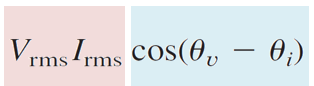 V_rms I_rms cos(θ_v − θ_i)